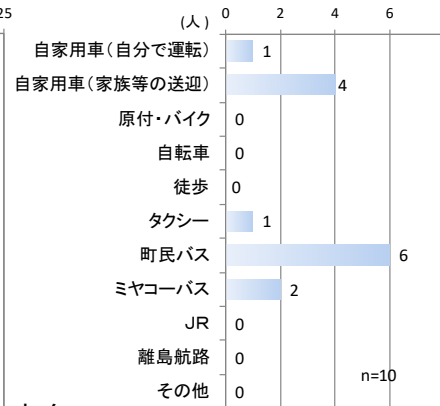 25
(人) 0 2 4 6
自家用車(自分で運転) 1
自家用車(家族等の送迎) 4
原付・バイク 0
自転車 0
徒歩 0
タクシー 1
町民バス 6
ミヤコーバス 2
JR 0
離島航路 0
n=10
その他 0